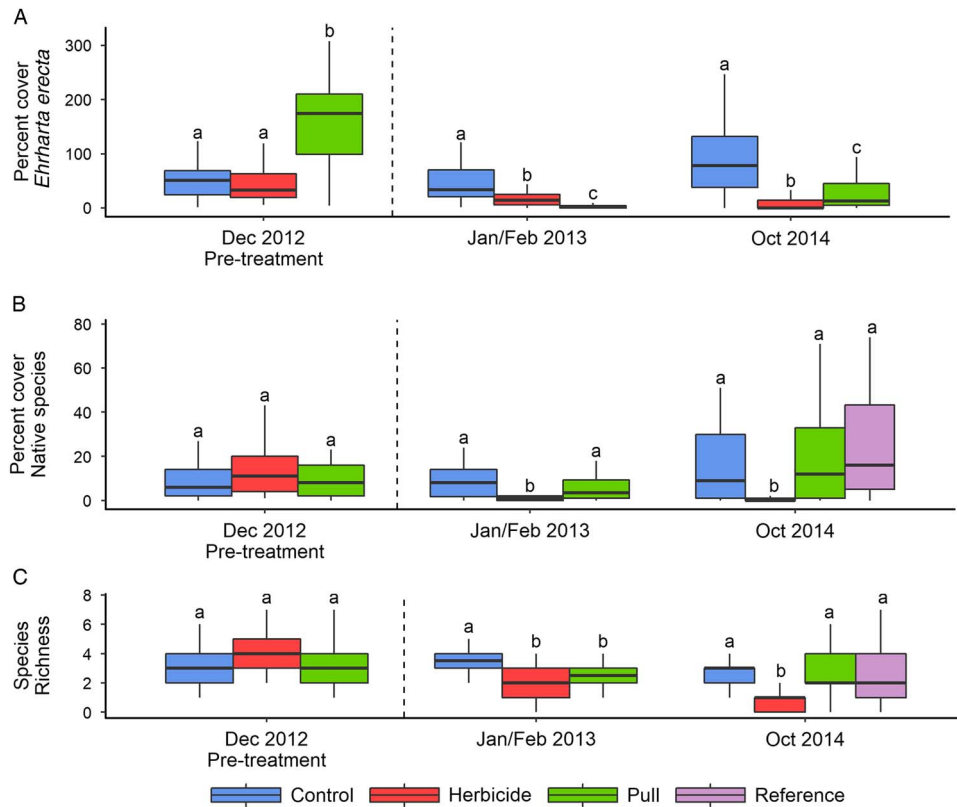 A
Percent cover
Ehrharta erecta
300
200
100
0
a
a
b
a
b
c
a
b
c
Dec 2012
Pre-treatment
Jan/Feb 2013
Oct 2014
B
Percent cover
Native species
80
60
40
20
0
a
a
a
a
b
a
a
b
a
a
Dec 2012
Pre-treatment
Jan/Feb 2013
Oct 2014
C
Species
Richness
8
6
4
2
0
a
a
a
a
b
b
a
b
a
a
Dec 2012
Pre-treatment
Jan/Feb 2013
Oct 2014
Control Herbicide Pull Reference